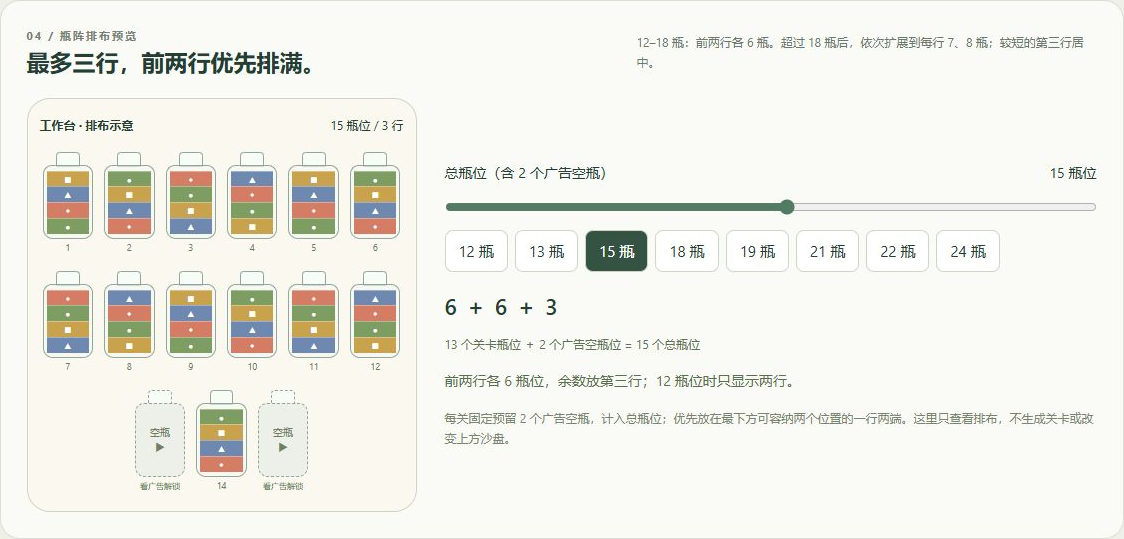 04 / 瓶阵排布预览
最多三行，前两行优先排满。
12–18 瓶：前两行各 6 瓶。超过 18 瓶后，依次扩展到每行 7、8 瓶；较短的第三行居
中。
工作台 · 排布示意
15 瓶位 / 3 行
1
2
3
4
5
6
7
8
9
10
11
12
空瓶
空瓶
看广告解锁
14
看广告解锁
总瓶位（含 2 个广告空瓶）
15 瓶位
12 瓶
13 瓶
15 瓶
18 瓶
19 瓶
21 瓶
22 瓶
24 瓶
6 + 6 + 3
13 个关卡瓶位 + 2 个广告空瓶位 = 15 个总瓶位
前两行各 6 瓶位，余数放第三行；12 瓶位时只显示两行。
每关固定预留 2 个广告空瓶，计入总瓶位；优先放在最下方可容纳两个位置的一行两端。这里只查看排布，不生成关卡或改
变上方沙盘。